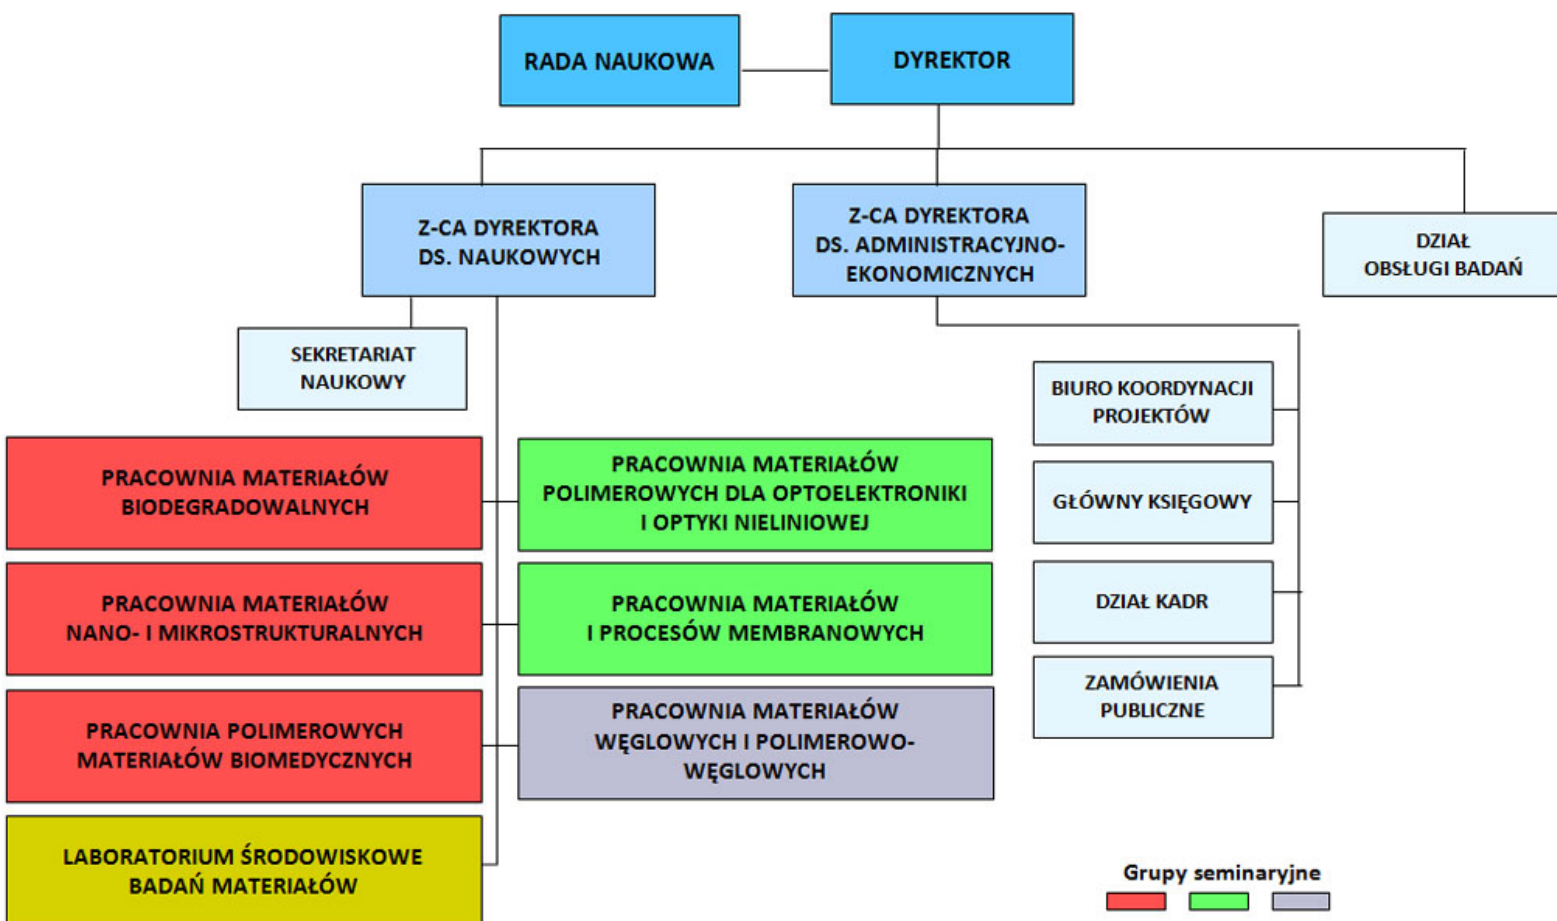 RADA NAUKOWA
DYREKTOR
Z-CA DYREKTORA
DS. NAUKOWYCH
Z-CA DYREKTORA
DS. ADMINISTRACYJNO-
EKONOMICZNYCH
DZIAŁ
OBSŁUGI BADAŃ
SEKRETARIAT
NAUKOWY
BIURO KOORDYNACJI
PROJEKTÓW
GŁÓWNY KSIĘGOWY
DZIAŁ KADR
ZAMÓWIENIA
PUBLICZNE
PRACOWNIA MATERIAŁÓW
BIODEGRADOWALNYCH
PRACOWNIA MATERIAŁÓW
POLIMEROWYCH DLA OPTOELEKTRONIKI
I OPTYKI NIELINIOWEJ
PRACOWNIA MATERIAŁÓW
NANO- I MIKROSTRUKTURALNYCH
PRACOWNIA MATERIAŁÓW
I PROCESÓW MEMBRANOWYCH
PRACOWNIA POLIMEROWYCH
MATERIAŁÓW BIOMEDYCZNYCH
PRACOWNIA MATERIAŁÓW
WĘGLOWYCH I POLIMEROWO-
WĘGLOWYCH
LABORATORIUM ŚRODOWISKOWE
BADAŃ MATERIAŁÓW
Grupy seminaryjne